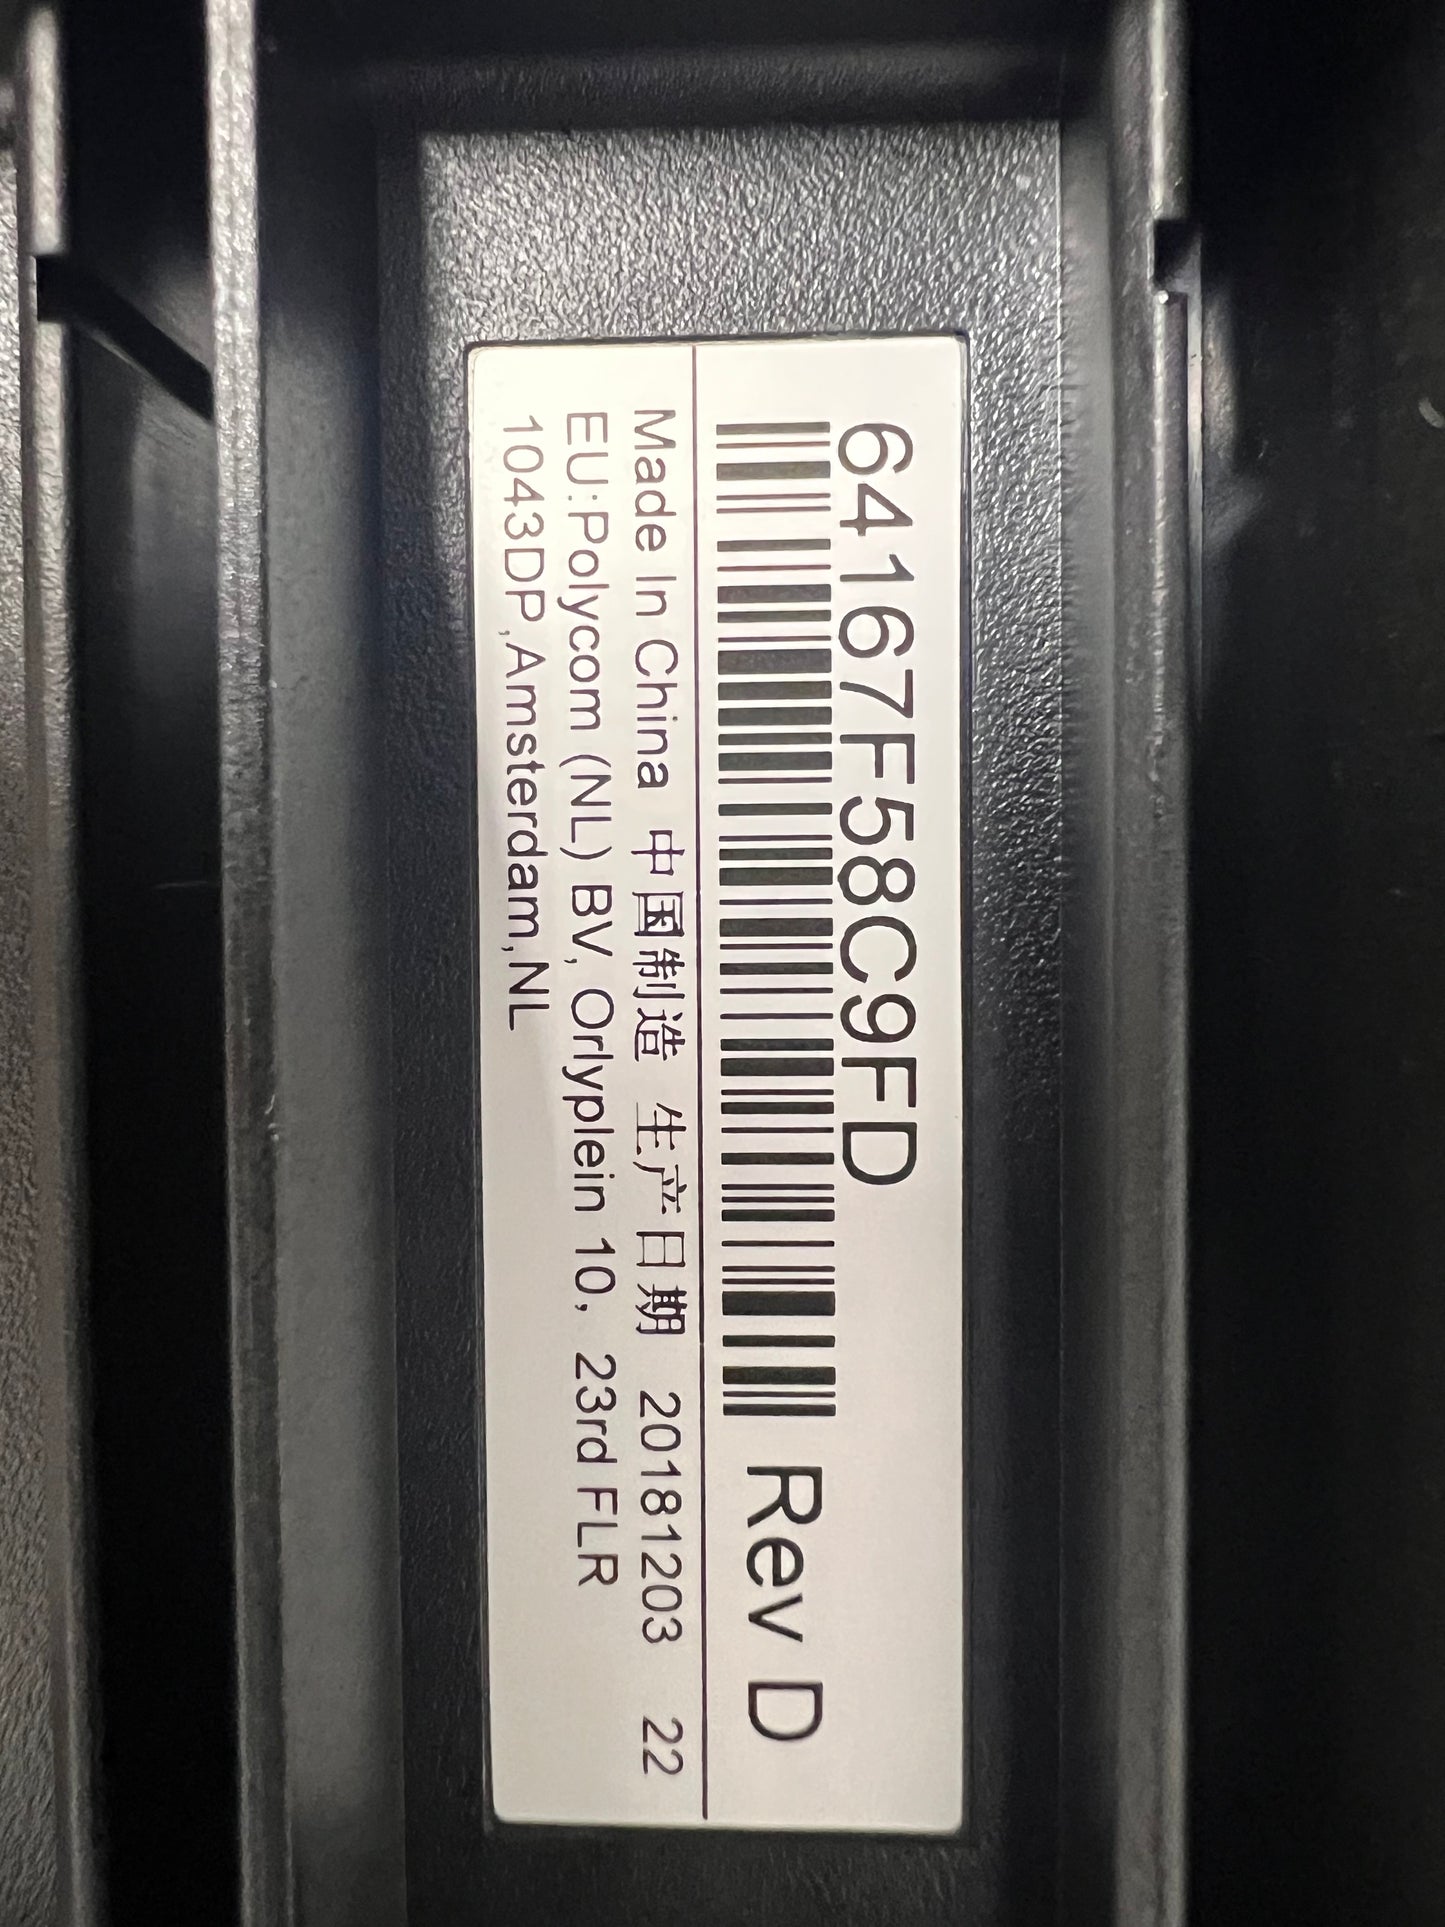 64167F58C9FD
Rev D
Made In China 中国制造 生产日期 20181203 22
EU:Polycom (NL) BV, Orlyplein 10, 23rd FLR
1043DP,Amsterdam,NL